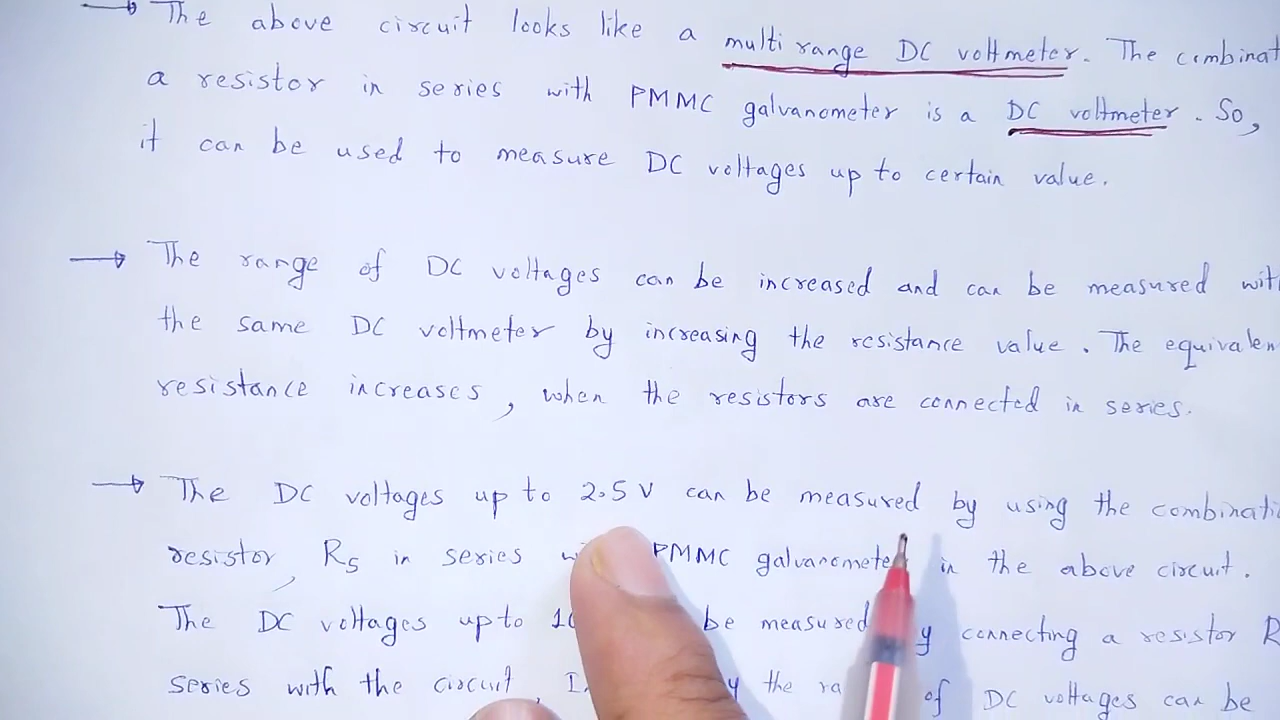 → The above circuit looks like a multi range DC voltmeter. The combinat
a resistor in series with PMMC galvanometer is a DC voltmeter. So,
it can be used to measure DC voltages up to certain value.
→ The range of DC voltages can be increased and can be measured wit
the same DC voltmeter by increasing the resistance value. The equivalen
resistance increases, when the resistors are connected in series.
→ The DC voltages up to 2.5 V can be measured by using the combinati
resistor, R5 in series PMMC galvanometer in the above circuit.
The DC voltages upto be measured connecting a resistor R
series with the circuit. the of DC voltages can be